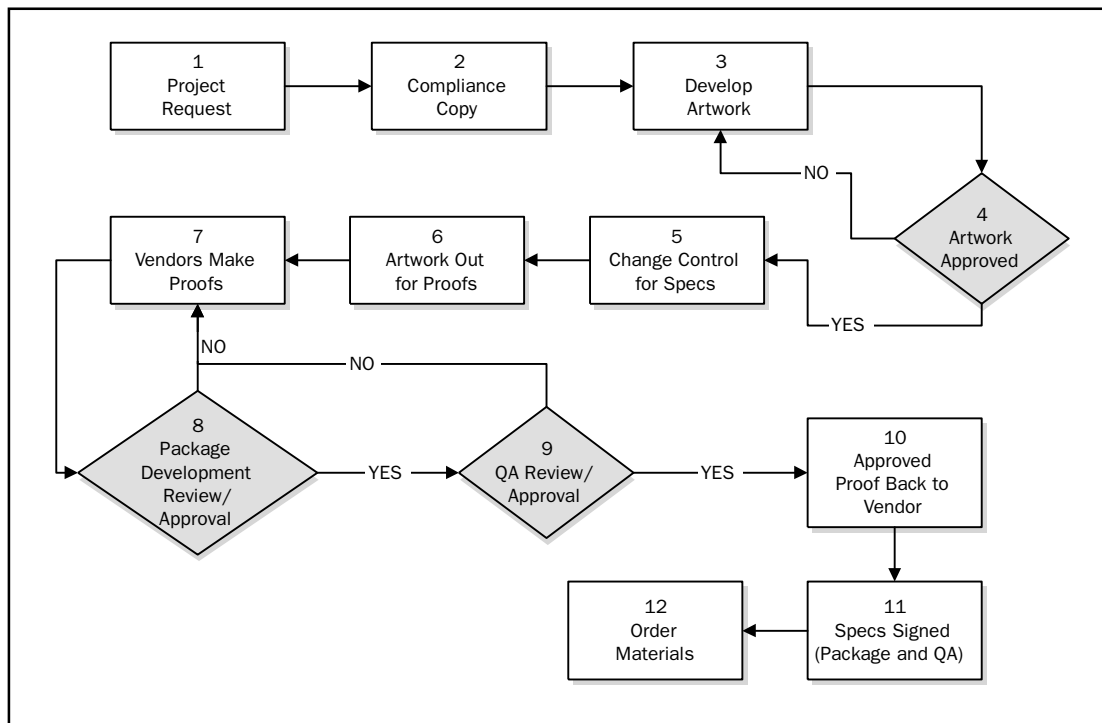 1
Project
Request
2
Compliance
Copy
3
Develop
Artwork
NO
4
Artwork
Approved
YES
5
Change Control
for Specs
6
Artwork Out
for Proofs
7
Vendors Make
Proofs
NO
NO
8
Package
Development
Review/
Approval
YES
9
QA Review/
Approval
YES
10
Approved
Proof Back to
Vendor
11
Specs Signed
(Package and QA)
12
Order
Materials